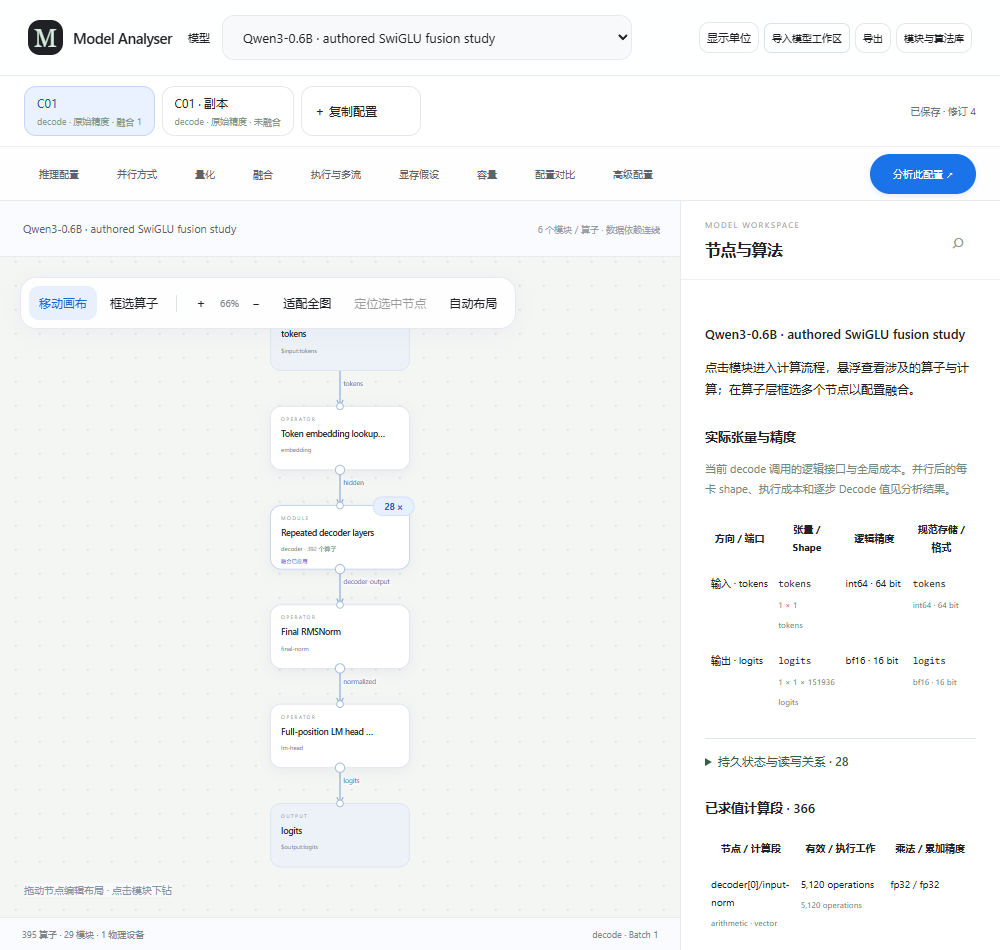 M Model Analyser 模型 Qwen3-0.6B · authored SwiGLU fusion study 显示单位 导入模型工作区 导出 模块与算法库
C01
decode · 原始精度 · 融合 1
C01 · 副本
decode · 原始精度 · 未融合
+ 复制配置
已保存 · 修订 4
推理配置 并行方式 量化 融合 执行与多流 显存假设 容量 配置对比 高级配置 分析此配置 ↗
Qwen3-0.6B · authored SwiGLU fusion study 6 个模块 / 算子 · 数据依赖连线
移动画布 框选算子 + 66% − 适配全图 定位选中节点 自动布局
tokens
$input:tokens
tokens
OPERATOR
Token embedding lookup...
embedding
hidden
28 ×
MODULE
Repeated decoder layers
decoder · 392 个算子
融合已应用
decoder output
OPERATOR
Final RMSNorm
final-norm
normalized
OPERATOR
Full-position LM head ...
lm-head
logits
OUTPUT
logits
$output:logits
拖动节点编辑布局 · 点击模块下钻
395 算子 · 29 模块 · 1 物理设备 decode · Batch 1
MODEL WORKSPACE
节点与算法
Qwen3-0.6B · authored SwiGLU fusion study
点击模块进入计算流程，悬浮查看涉及的算子与计
算；在算子层框选多个节点以配置融合。
实际张量与精度
当前 decode 调用的逻辑接口与全局成本。并行后的每
卡 shape、执行成本和逐步 Decode 值见分析结果。
方向 / 端口 张量 / Shape 逻辑精度 规范存储 / 格式
输入 · tokens tokens int64 · 64 bit tokens
1 × 1 int64 · 64 bit
tokens
输出 · logits logits bf16 · 16 bit logits
1 × 1 × 151936 bf16 · 16 bit
logits
▶ 持久状态与读写关系 · 28
已求值计算段 · 366
节点 / 计算段 有效 / 执行工作 乘法 / 累加精度
decoder[0]/input-norm 5,120 operations fp32 / fp32
5,120 operations
arithmetic · vector